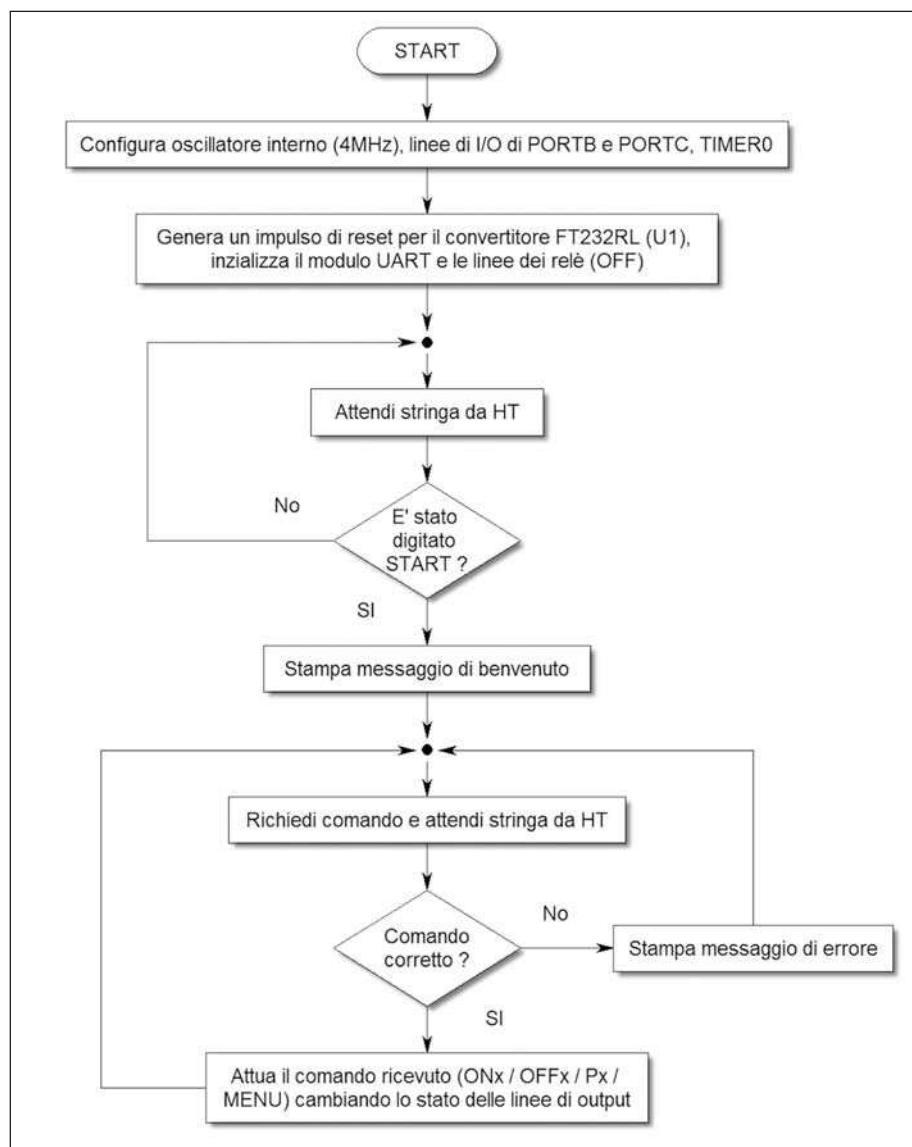 START
Configura oscillatore interno (4MHz), linee di I/O di PORTB e PORTC, TIMER0
Genera un impulso di reset per il convertitore FT232RL (U1),
inzializza il modulo UART e le linee dei relè (OFF)
Attendi stringa da HT
No
E' stato
digitato
START ?
SI
Stampa messaggio di benvenuto
Richiedi comando e attendi stringa da HT
Comando
corretto ?
No
Stampa messaggio di errore
SI
Attua il comando ricevuto (ONx / OFFx / Px /
MENU) cambiando lo stato delle linee di output